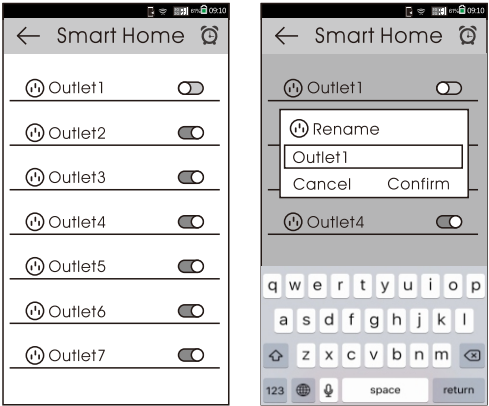 09:10
Smart Home
Outlet1
Outlet2
Outlet3
Outlet4
Outlet5
Outlet6
Outlet7
09:10
Smart Home
Outlet1
Rename
Outlet1
Cancel Confirm
Outlet4
q w e r t y u i o p
a s d f g h j k l
z x c v b n m
123 space return